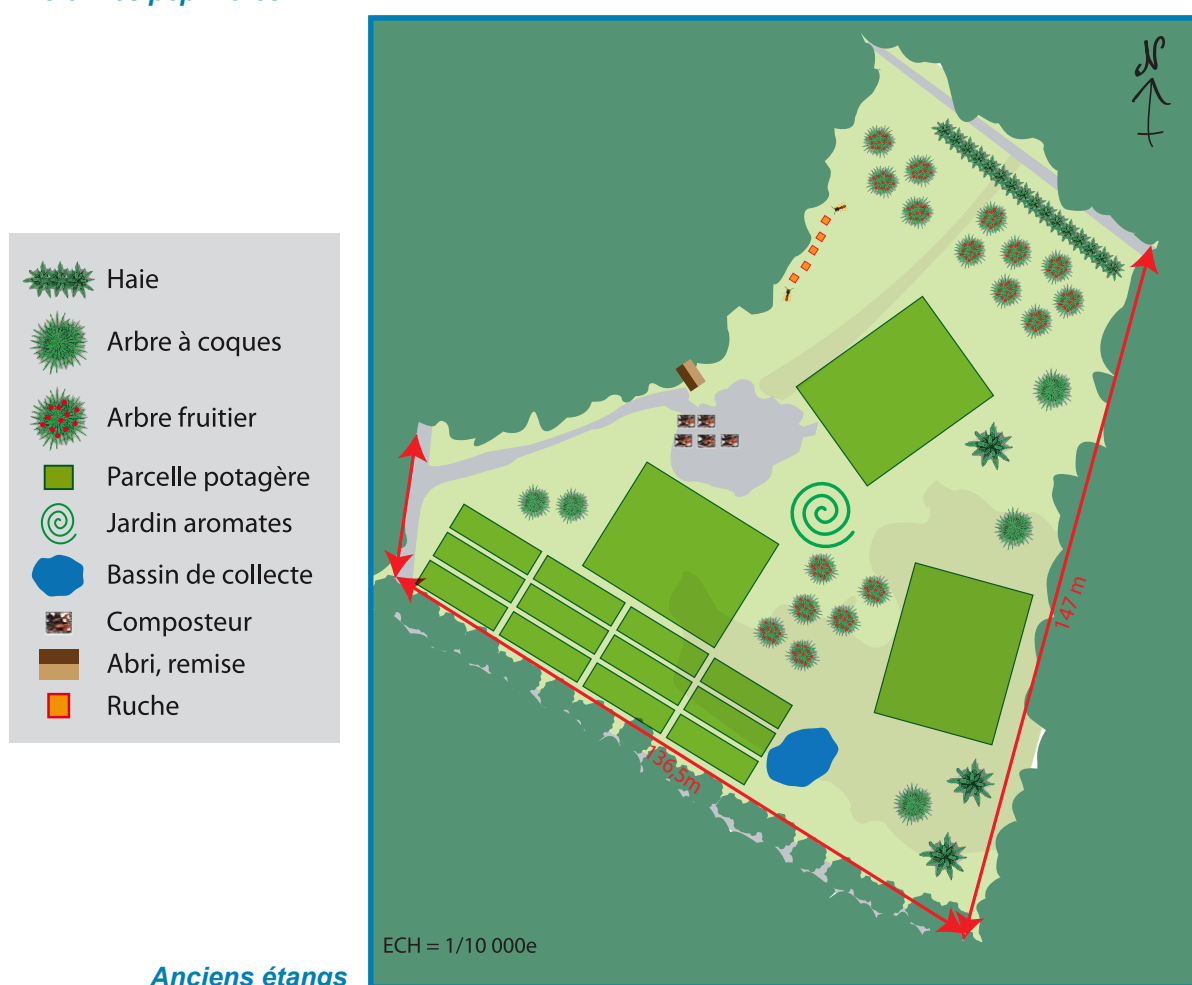 N
Haie
Arbre à coques
Arbre fruitier
Parcelle potagère
Jardin aromates
Bassin de collecte
Composteur
Abri, remise
Ruche
147 m
136,5m
ECH = 1/10 000e
Anciens étangs